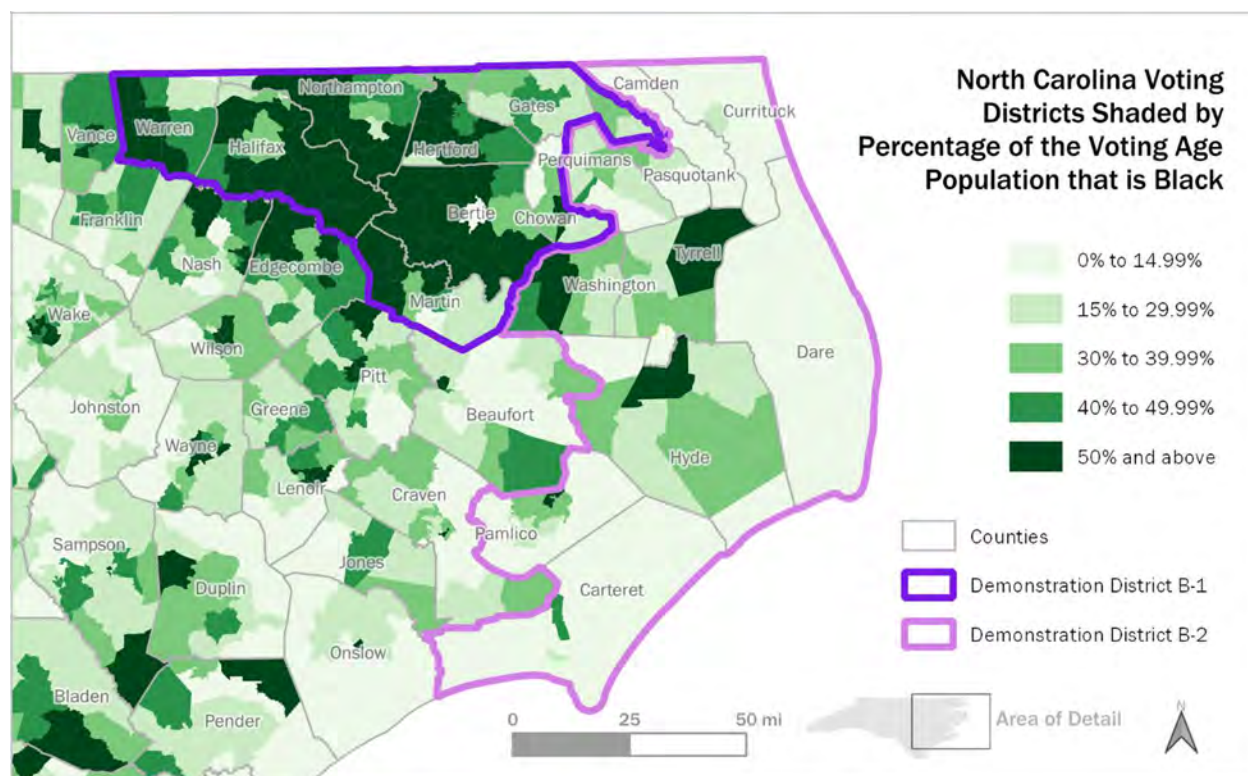 North Carolina Voting
Districts Shaded by
Percentage of the Voting Age
Population that is Black
0% to 14.99%
15% to 29.99%
30% to 39.99%
40% to 49.99%
50% and above
Counties
Demonstration District B-1
Demonstration District B-2
Area of Detail
N
0 25 50 mi
Northampton
Camden
Currituck
Gates
Vance
Warren
Halifax
Hertford
Perquimans
Pasquotank
Franklin
Bertie
Chowan
Nash
Edgecombe
Tyrrell
Martin
Washington
Wake
Wilson
Dare
Pitt
Johnston
Greene
Beaufort
Wayne
Hyde
Lenoir
Craven
Sampson
Pamlico
Jones
Duplin
Carteret
Onslow
Bladen
Pender